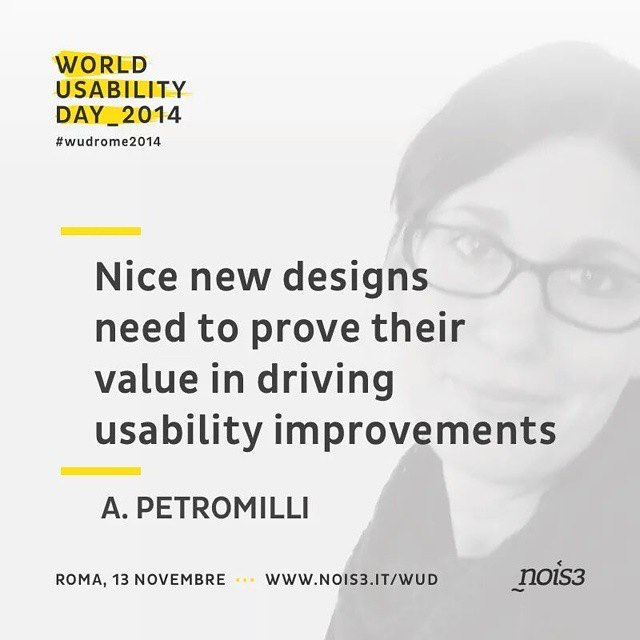 WORLD
USABILITY
DAY_2014
#wudrome2014
Nice new designs
need to prove their
value in driving
usability improvements
A. PETROMILLI
ROMA, 13 NOVEMBRE ••• WWW.NOIS3.IT/WUD
~nois3